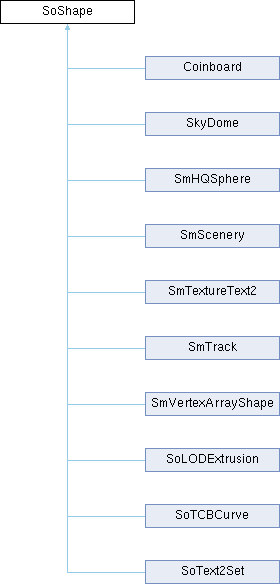 SoShape
Coinboard
SkyDome
SmHQSphere
SmScenery
SmTextureText2
SmTrack
SmVertexArrayShape
SoLODExtrusion
SoTCBCurve
SoText2Set